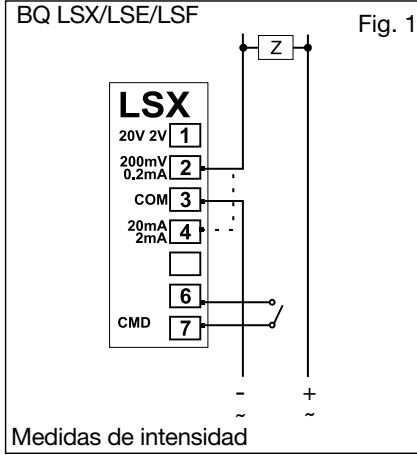 BQ LSX/LSE/LSF
Fig. 1
Z
LSX
20V 2V 1
200mV
0.2mA 2
COM 3
20mA
2mA 4
6
CMD 7
- +
~ ~
Medidas de intensidad